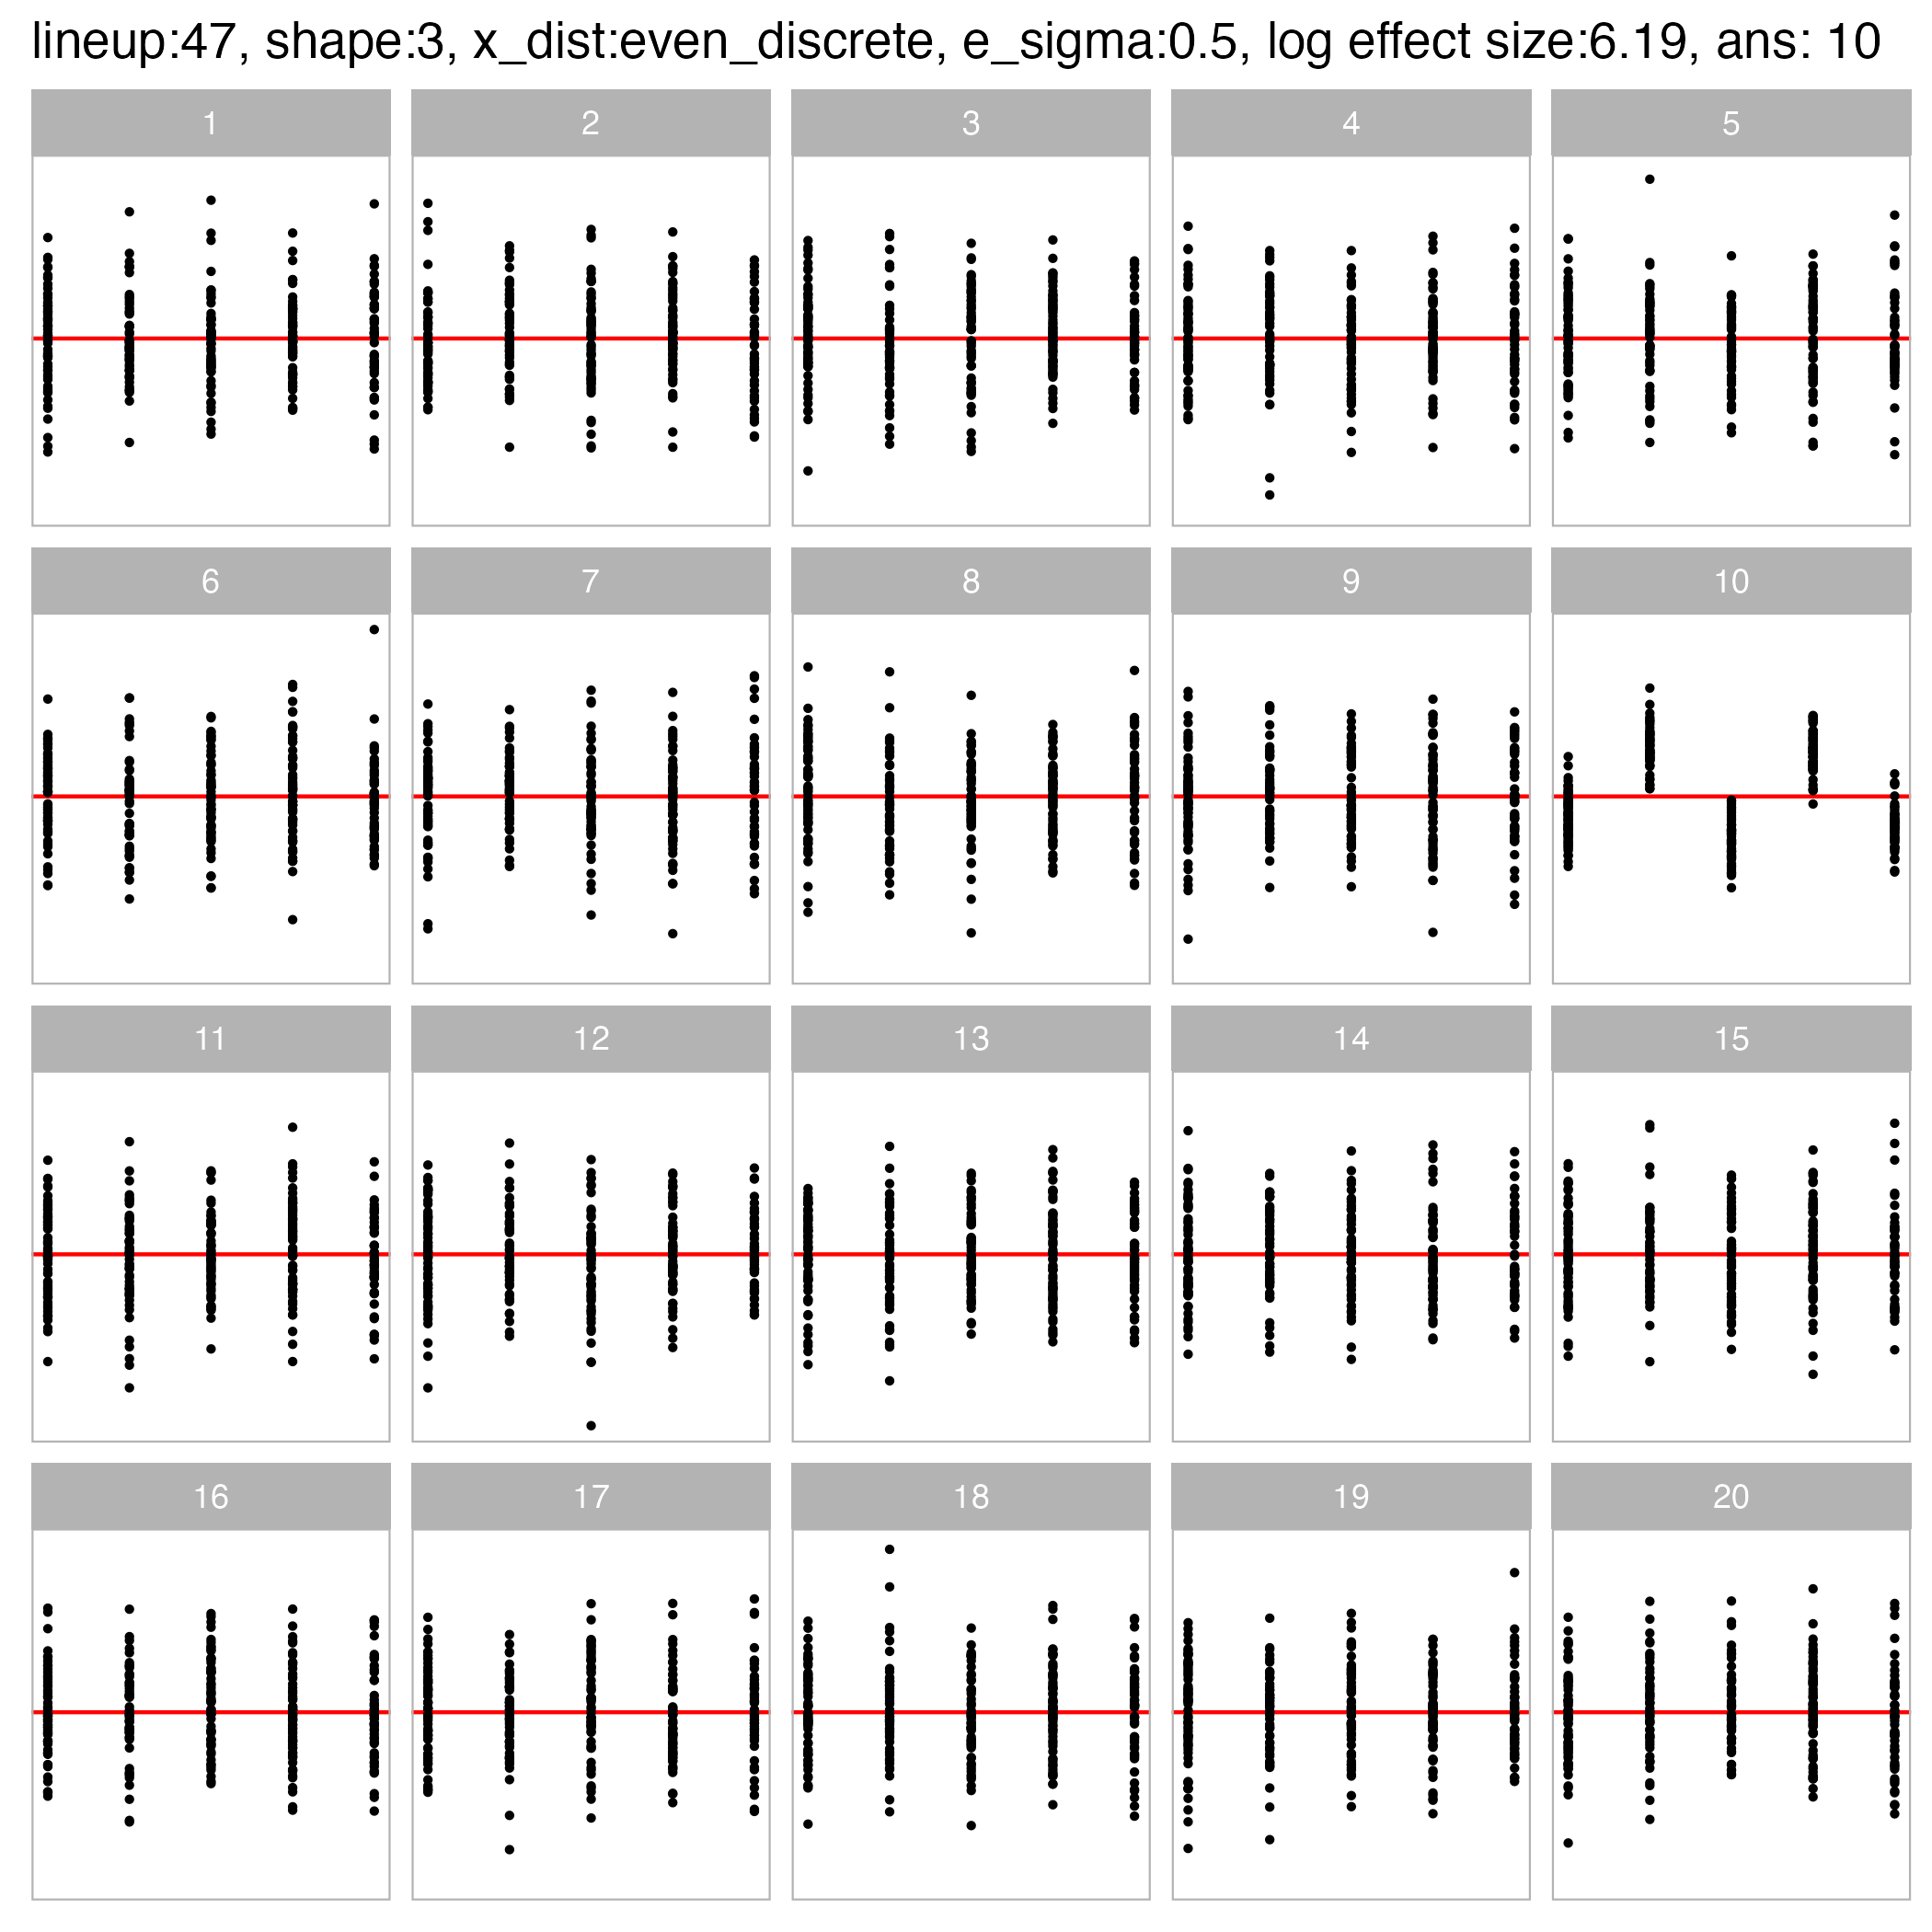 lineup:47, shape:3, x_dist:even_discrete, e_sigma:0.5, log effect size:6.19, ans: 10
1 2 3 4 5
6 7 8 9 10
11 12 13 14 15
16 17 18 19 20